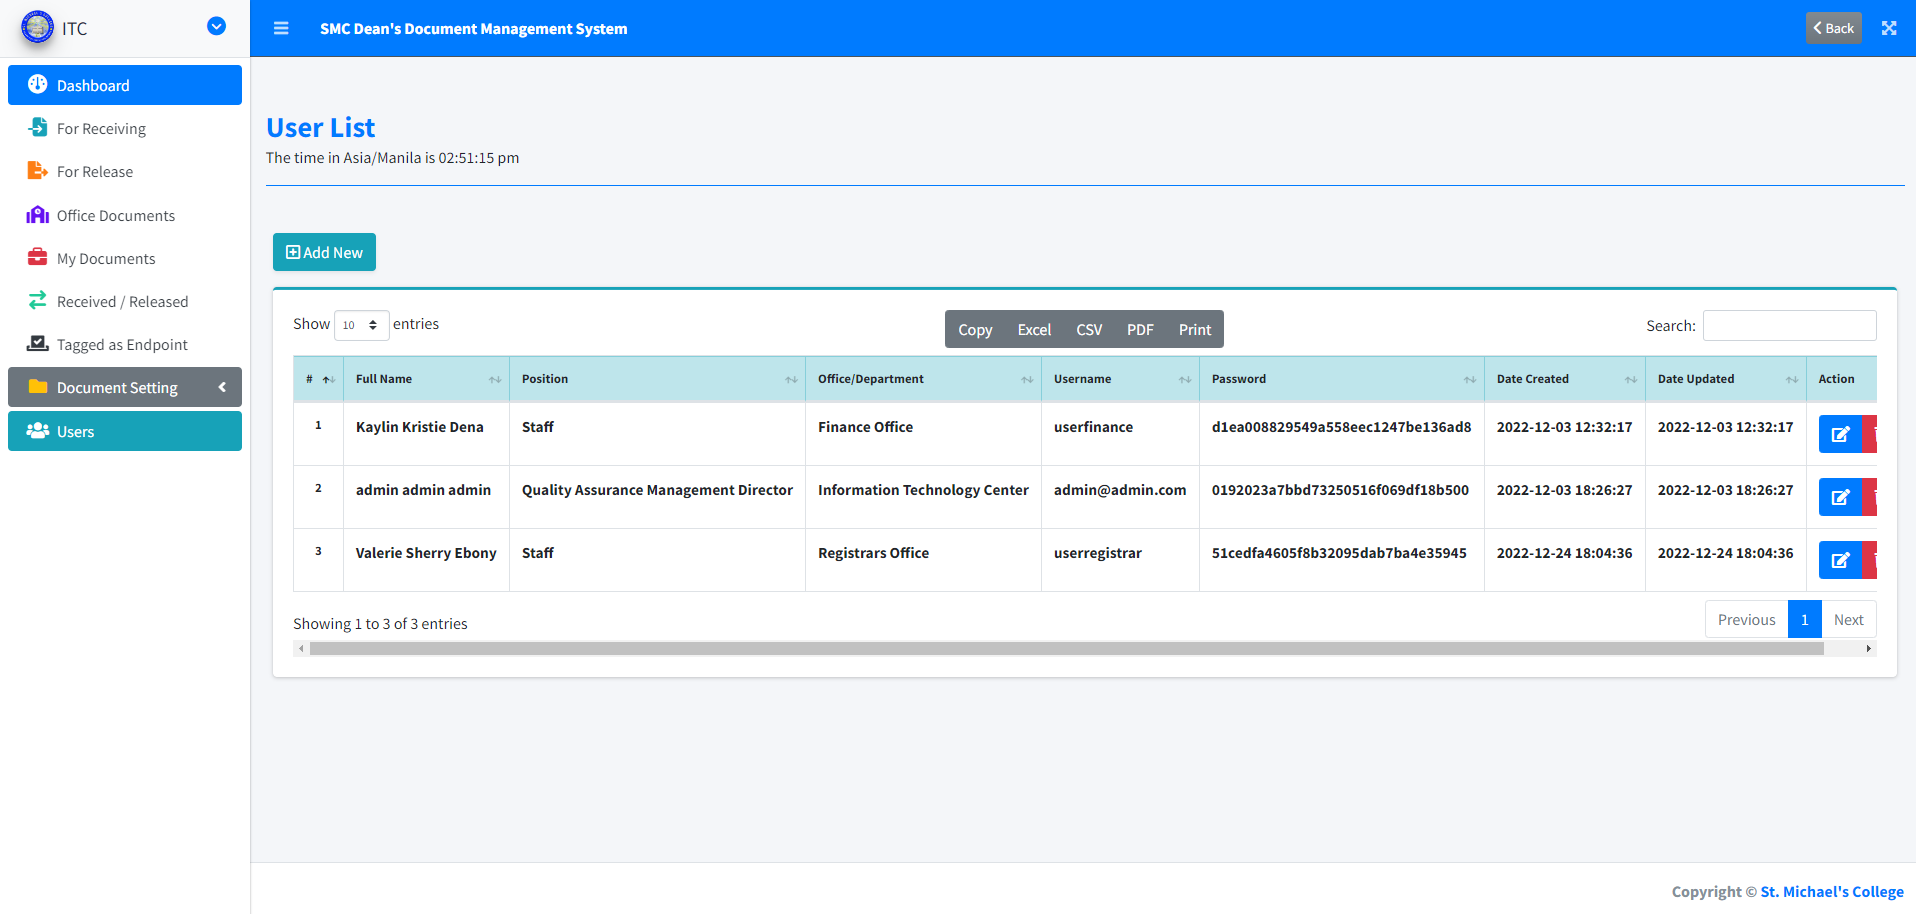 ITC
SMC Dean's Document Management System
Back
Dashboard
For Receiving
For Release
Office Documents
My Documents
Received / Released
Tagged as Endpoint
Document Setting
Users
User List
The time in Asia/Manila is 02:51:15 pm
Add New
Show 10 entries
Copy Excel CSV PDF Print
Search:
# Full Name Position Office/Department Username Password Date Created Date Updated Action
1 Kaylin Kristie Dena Staff Finance Office userfinance d1ea008829549a558eec1247be136ad8 2022-12-03 12:32:17 2022-12-03 12:32:17
2 admin admin admin Quality Assurance Management Director Information Technology Center admin@admin.com 0192023a7bbd73250516f069df18b500 2022-12-03 18:26:27 2022-12-03 18:26:27
3 Valerie Sherry Ebony Staff Registrars Office userregistrar 51cedfa4605f8b32095dab7ba4e35945 2022-12-24 18:04:36 2022-12-24 18:04:36
Showing 1 to 3 of 3 entries
Previous 1 Next
Copyright © St. Michael's College